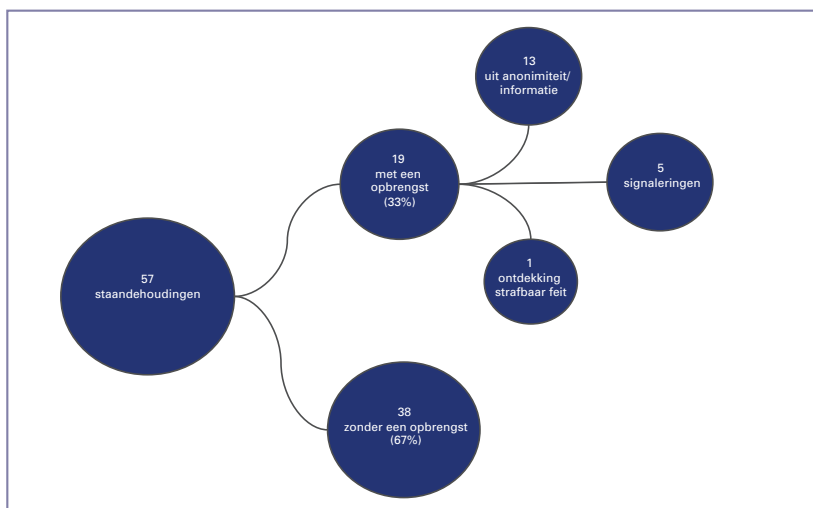 57
staandehoudingen
19
met een
opbrengst
(33%)
13
uit anonimiteit/
informatie
5
signaleringen
1
ontdekking
strafbaar feit
38
zonder een opbrengst
(67%)